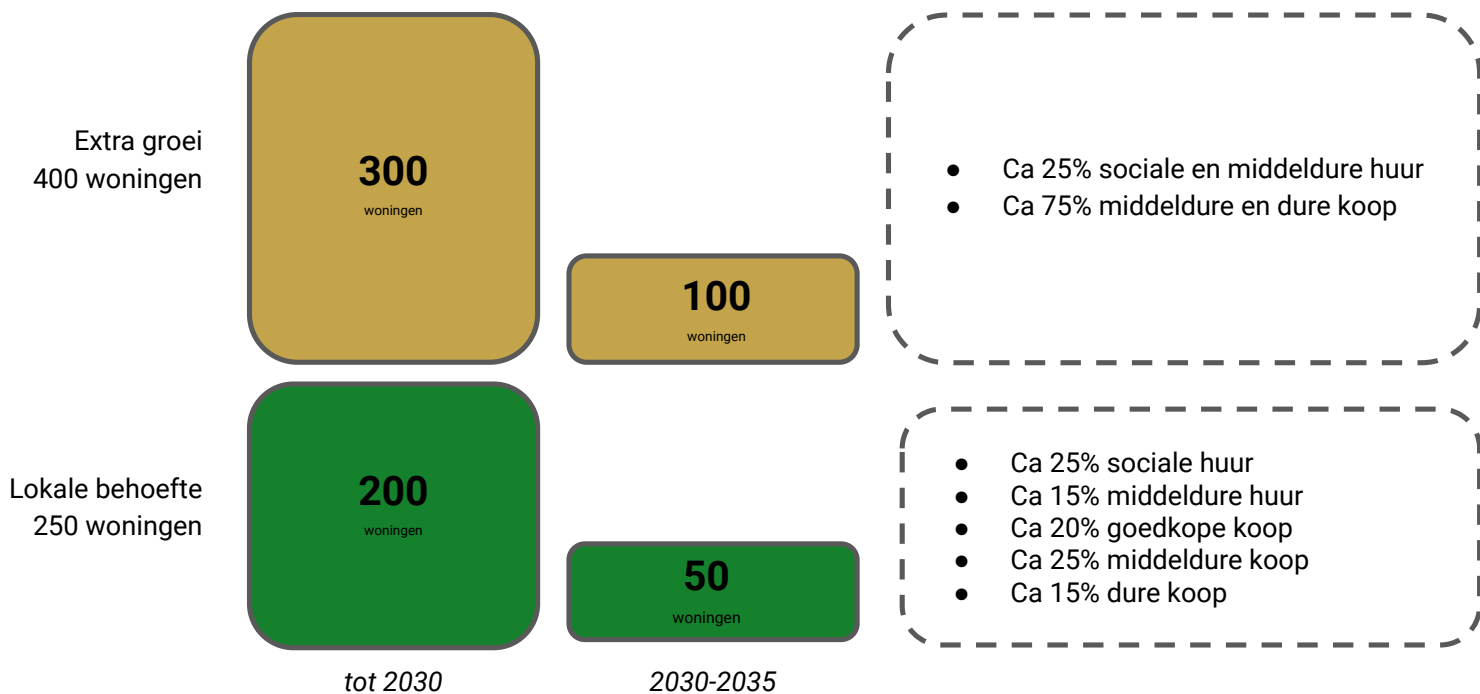 Extra groei
400 woningen
300
woningen
100
woningen
● Ca 25% sociale en middeldure huur
● Ca 75% middeldure en dure koop
Lokale behoefte
250 woningen
200
woningen
50
woningen
● Ca 25% sociale huur
● Ca 15% middeldure huur
● Ca 20% goedkope koop
● Ca 25% middeldure koop
● Ca 15% dure koop
tot 2030
2030-2035